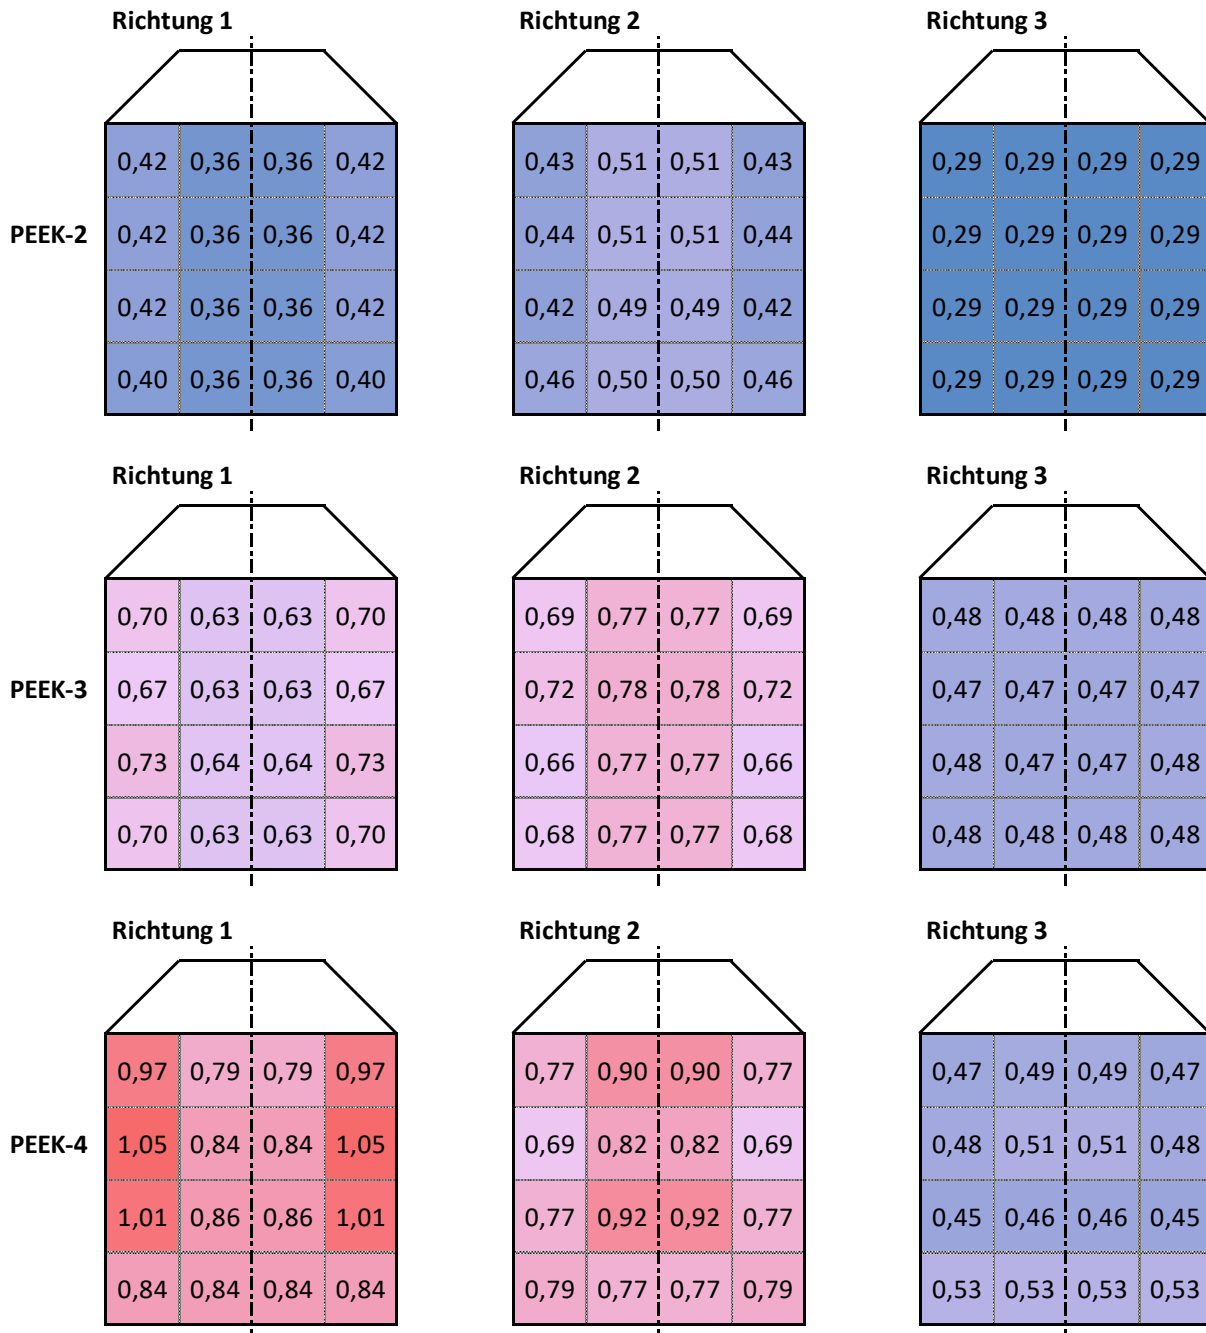 Richtung 1 Richtung 2 Richtung 3
0,42 0,36 0,36 0,42 0,43 0,51 0,51 0,43 0,29 0,29 0,29 0,29
PEEK-2 0,42 0,36 0,36 0,42 0,44 0,51 0,51 0,44 0,29 0,29 0,29 0,29
0,42 0,36 0,36 0,42 0,42 0,49 0,49 0,42 0,29 0,29 0,29 0,29
0,40 0,36 0,36 0,40 0,46 0,50 0,50 0,46 0,29 0,29 0,29 0,29
Richtung 1 Richtung 2 Richtung 3
0,70 0,63 0,63 0,70 0,69 0,77 0,77 0,69 0,48 0,48 0,48 0,48
PEEK-3 0,67 0,63 0,63 0,67 0,72 0,78 0,78 0,72 0,47 0,47 0,47 0,47
0,73 0,64 0,64 0,73 0,66 0,77 0,77 0,66 0,48 0,47 0,47 0,48
0,70 0,63 0,63 0,70 0,68 0,77 0,77 0,68 0,48 0,48 0,48 0,48
Richtung 1 Richtung 2 Richtung 3
0,97 0,79 0,79 0,97 0,77 0,90 0,90 0,77 0,47 0,49 0,49 0,47
PEEK-4 1,05 0,84 0,84 1,05 0,69 0,82 0,82 0,69 0,48 0,51 0,51 0,48
1,01 0,86 0,86 1,01 0,77 0,92 0,92 0,77 0,45 0,46 0,46 0,45
0,84 0,84 0,84 0,84 0,79 0,77 0,77 0,79 0,53 0,53 0,53 0,53